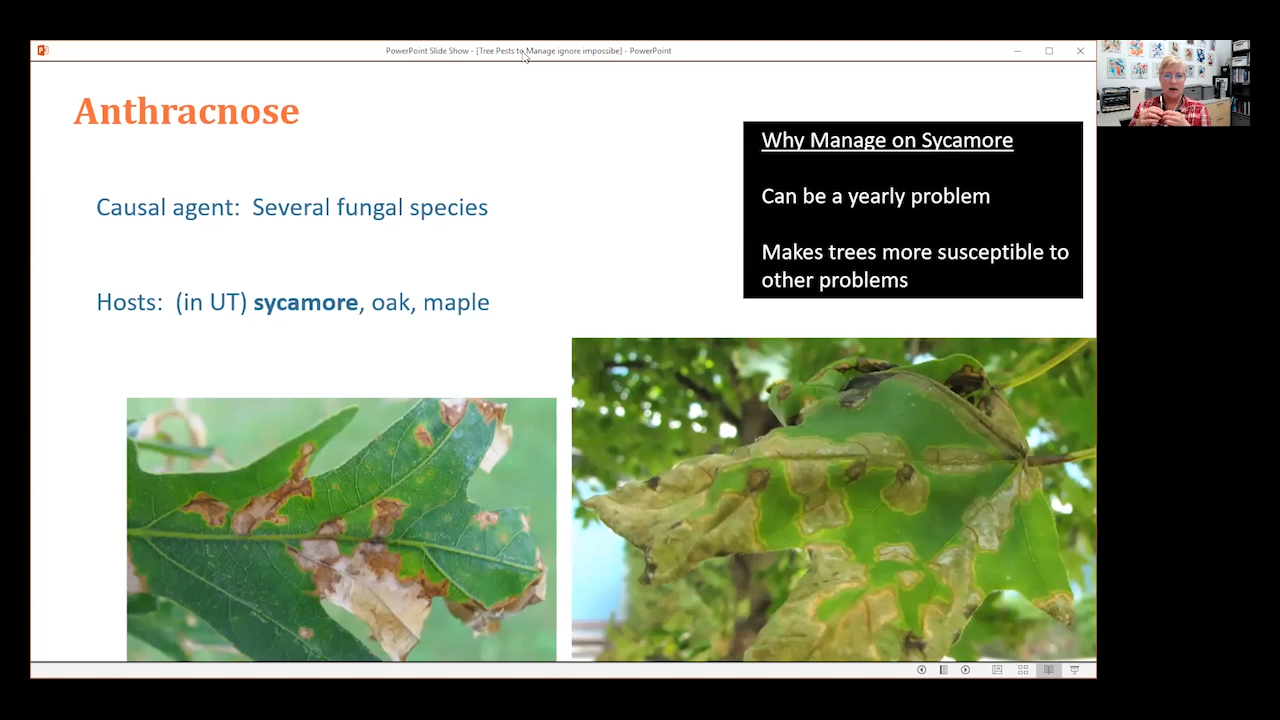 PowerPoint Slide Show - [Tree Pests to Manage ignore impossibe] - PowerPoint
Anthracnose
Causal agent: Several fungal species
Hosts: (in UT) sycamore, oak, maple
Why Manage on Sycamore
Can be a yearly problem
Makes trees more susceptible to
other problems